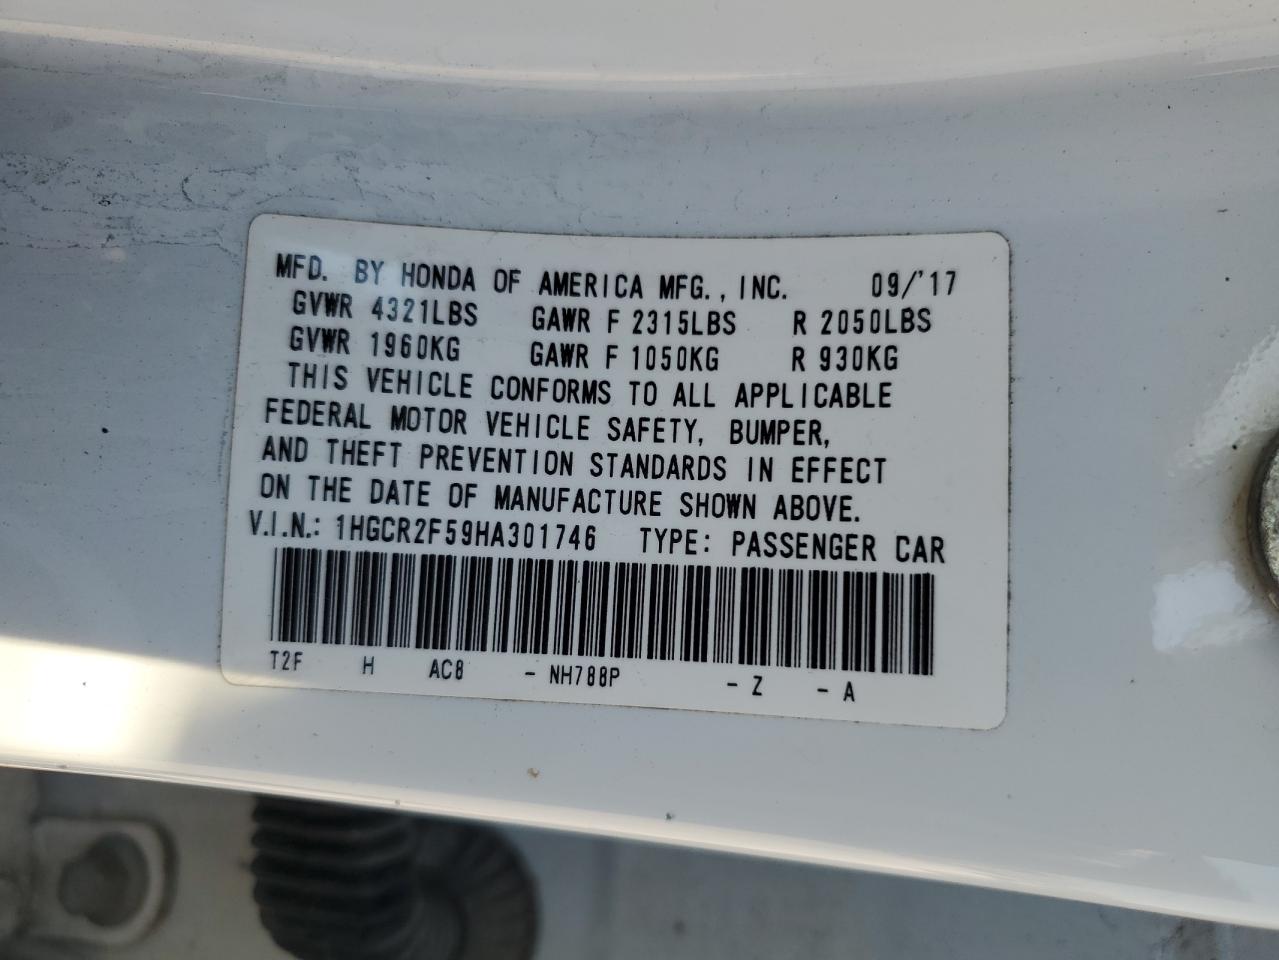 MFD. BY HONDA OF AMERICA MFG., INC. 09/'17
GVWR 4321LBS GAWR F 2315LBS R 2050LBS
GVWR 1960KG GAWR F 1050KG R 930KG
THIS VEHICLE CONFORMS TO ALL APPLICABLE
FEDERAL MOTOR VEHICLE SAFETY, BUMPER,
AND THEFT PREVENTION STANDARDS IN EFFECT
ON THE DATE OF MANUFACTURE SHOWN ABOVE.
V.I.N.: 1HGCR2F59HA301746 TYPE: PASSENGER CAR
T2F H AC8 - NH788P - Z - A